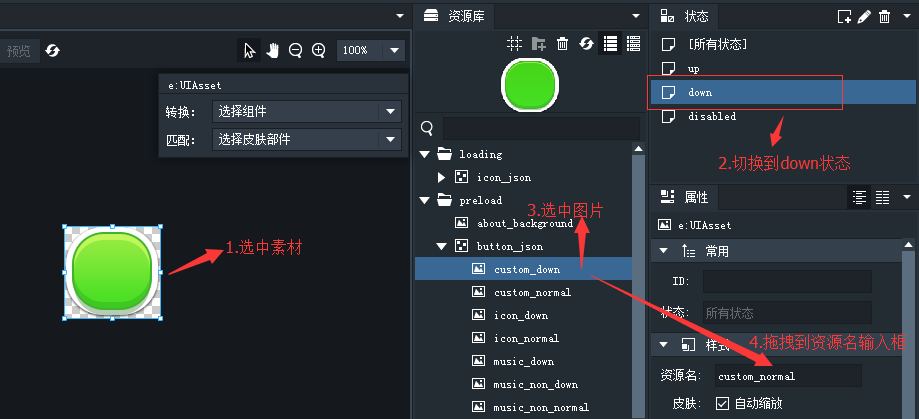 预览
100%
e:UIAsset
转换: 选择组件
匹配: 选择皮肤部件
1.选中素材
资源库
loading
icon_json
preload
about_background
button_json
custom_down
custom_normal
icon_down
icon_normal
music_down
music_non_down
music_non_normal
3.选中图片
状态
[所有状态]
up
down
disabled
2.切换到down状态
属性
e:UIAsset
常用
ID:
状态: 所有状态
样式
4.拖拽到资源名输入框
资源名: custom_normal
皮肤: 自动缩放